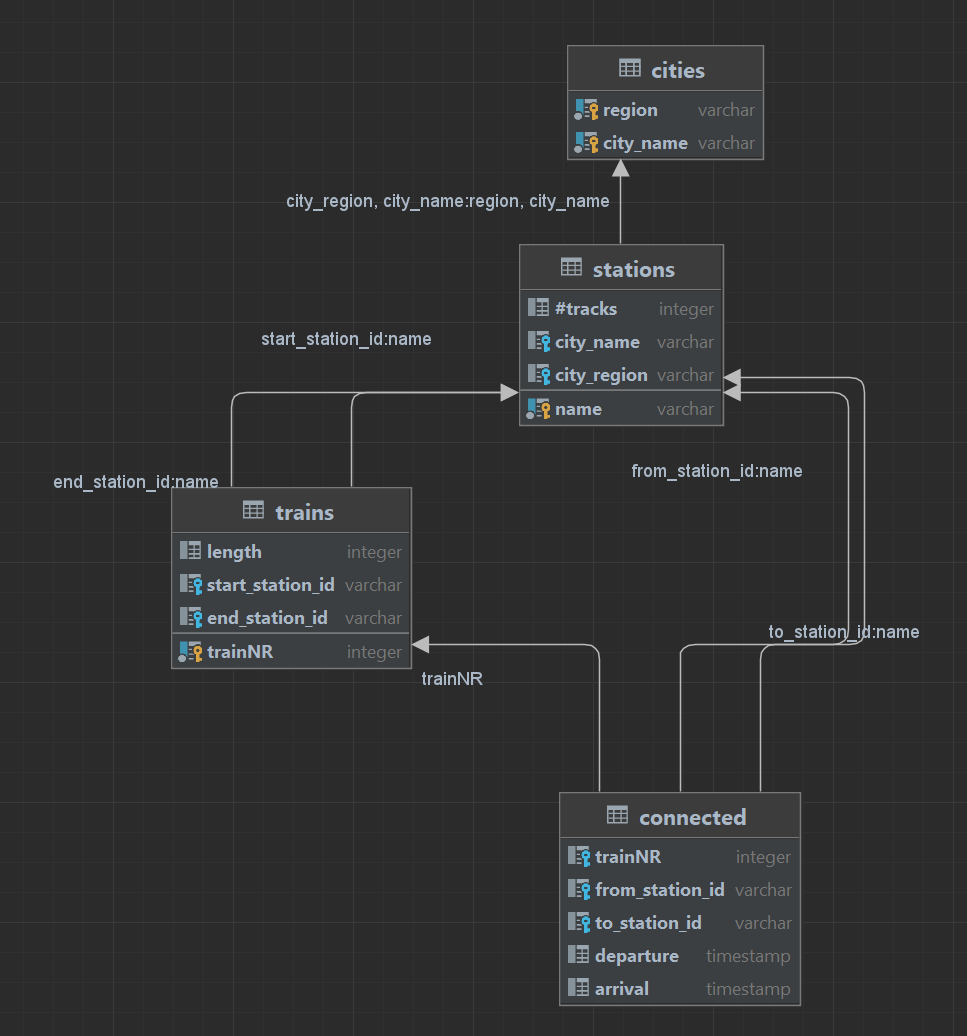 cities
region varchar
city_name varchar
city_region, city_name:region, city_name
stations
#tracks integer
city_name varchar
city_region varchar
name varchar
start_station_id:name
end_station_id:name
from_station_id:name
trains
length integer
start_station_id varchar
end_station_id varchar
trainNR integer
to_station_id:name
trainNR
connected
trainNR integer
from_station_id varchar
to_station_id varchar
departure timestamp
arrival timestamp